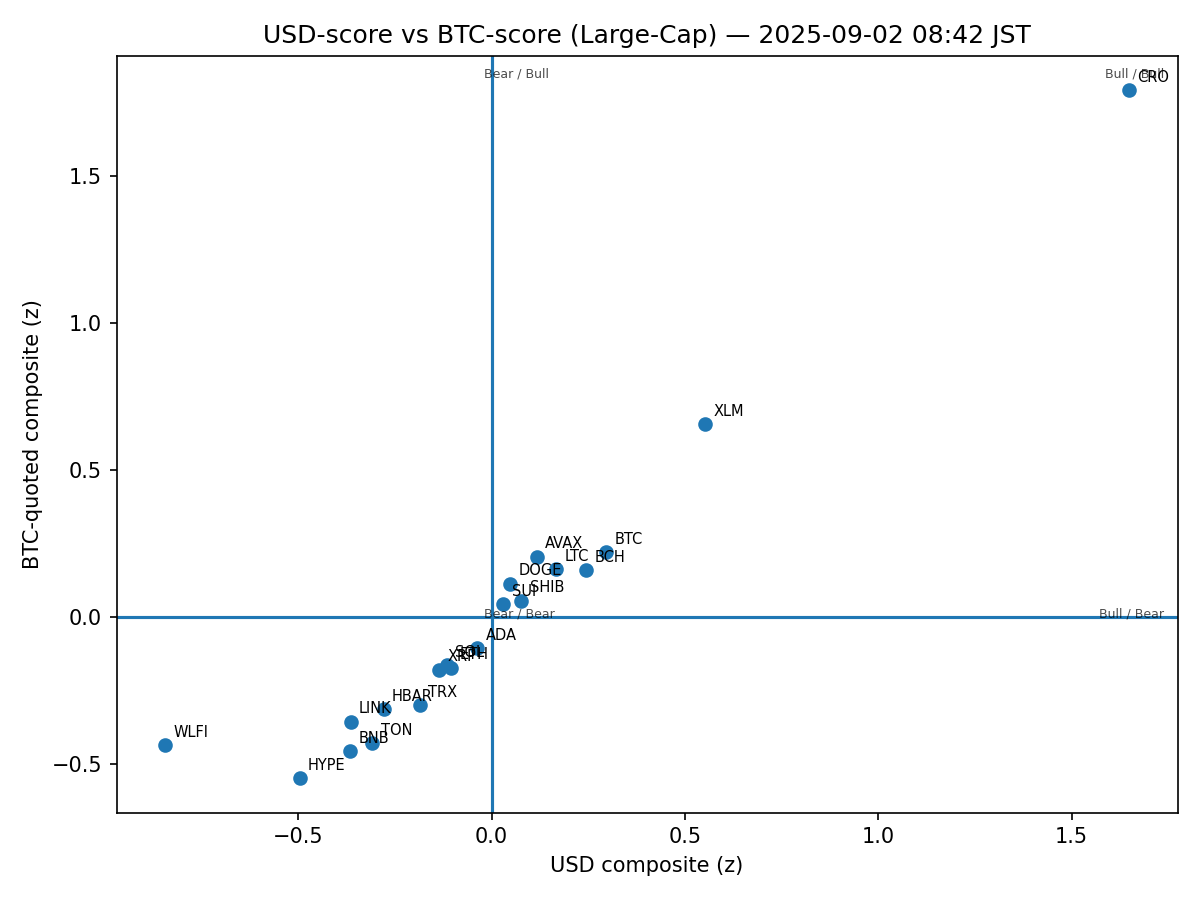 USD-score vs BTC-score (Large-Cap) — 2025-09-02 08:42 JST
Bear / Bull
Bull / Bull
CRO
1.5
1.0
XLM
0.5
BTC
AVAX
LTC
BCH
DOGE
SHIB
SUI
0.0
Bear / Bear
Bull / Bear
ADA
SOL
ETH
XRP
TRX
HBAR
LINK
TON
WLFI
BNB
HYPE
−0.5
−0.5
0.0
0.5
1.0
1.5
USD composite (z)
BTC-quoted composite (z)